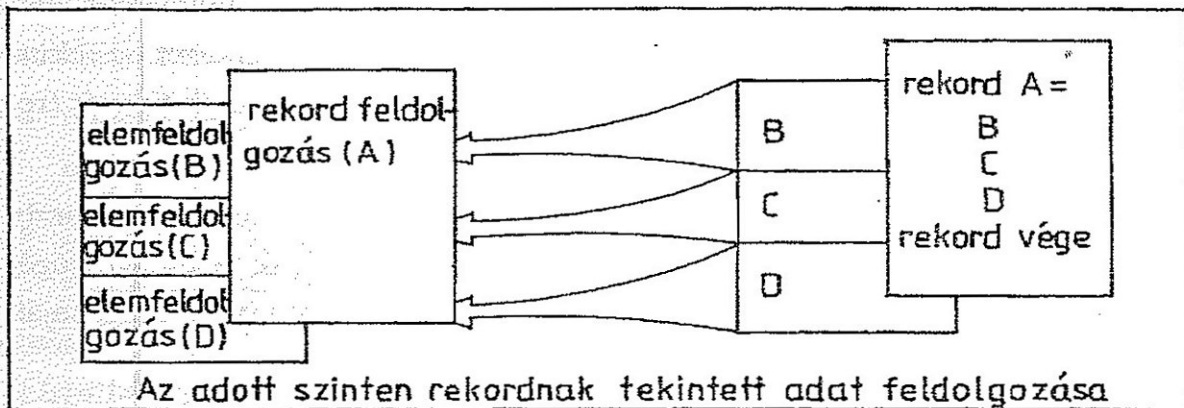 elemfeldol-
gozás(B)
elemfeldol-
gozás(C)
elemfeldol-
gozás(D)
rekord feldol-
gozás (A)
B
C
D
rekord A =
B
C
D
rekord vége
Az adott szinten rekordnak tekintett adat feldolgozása